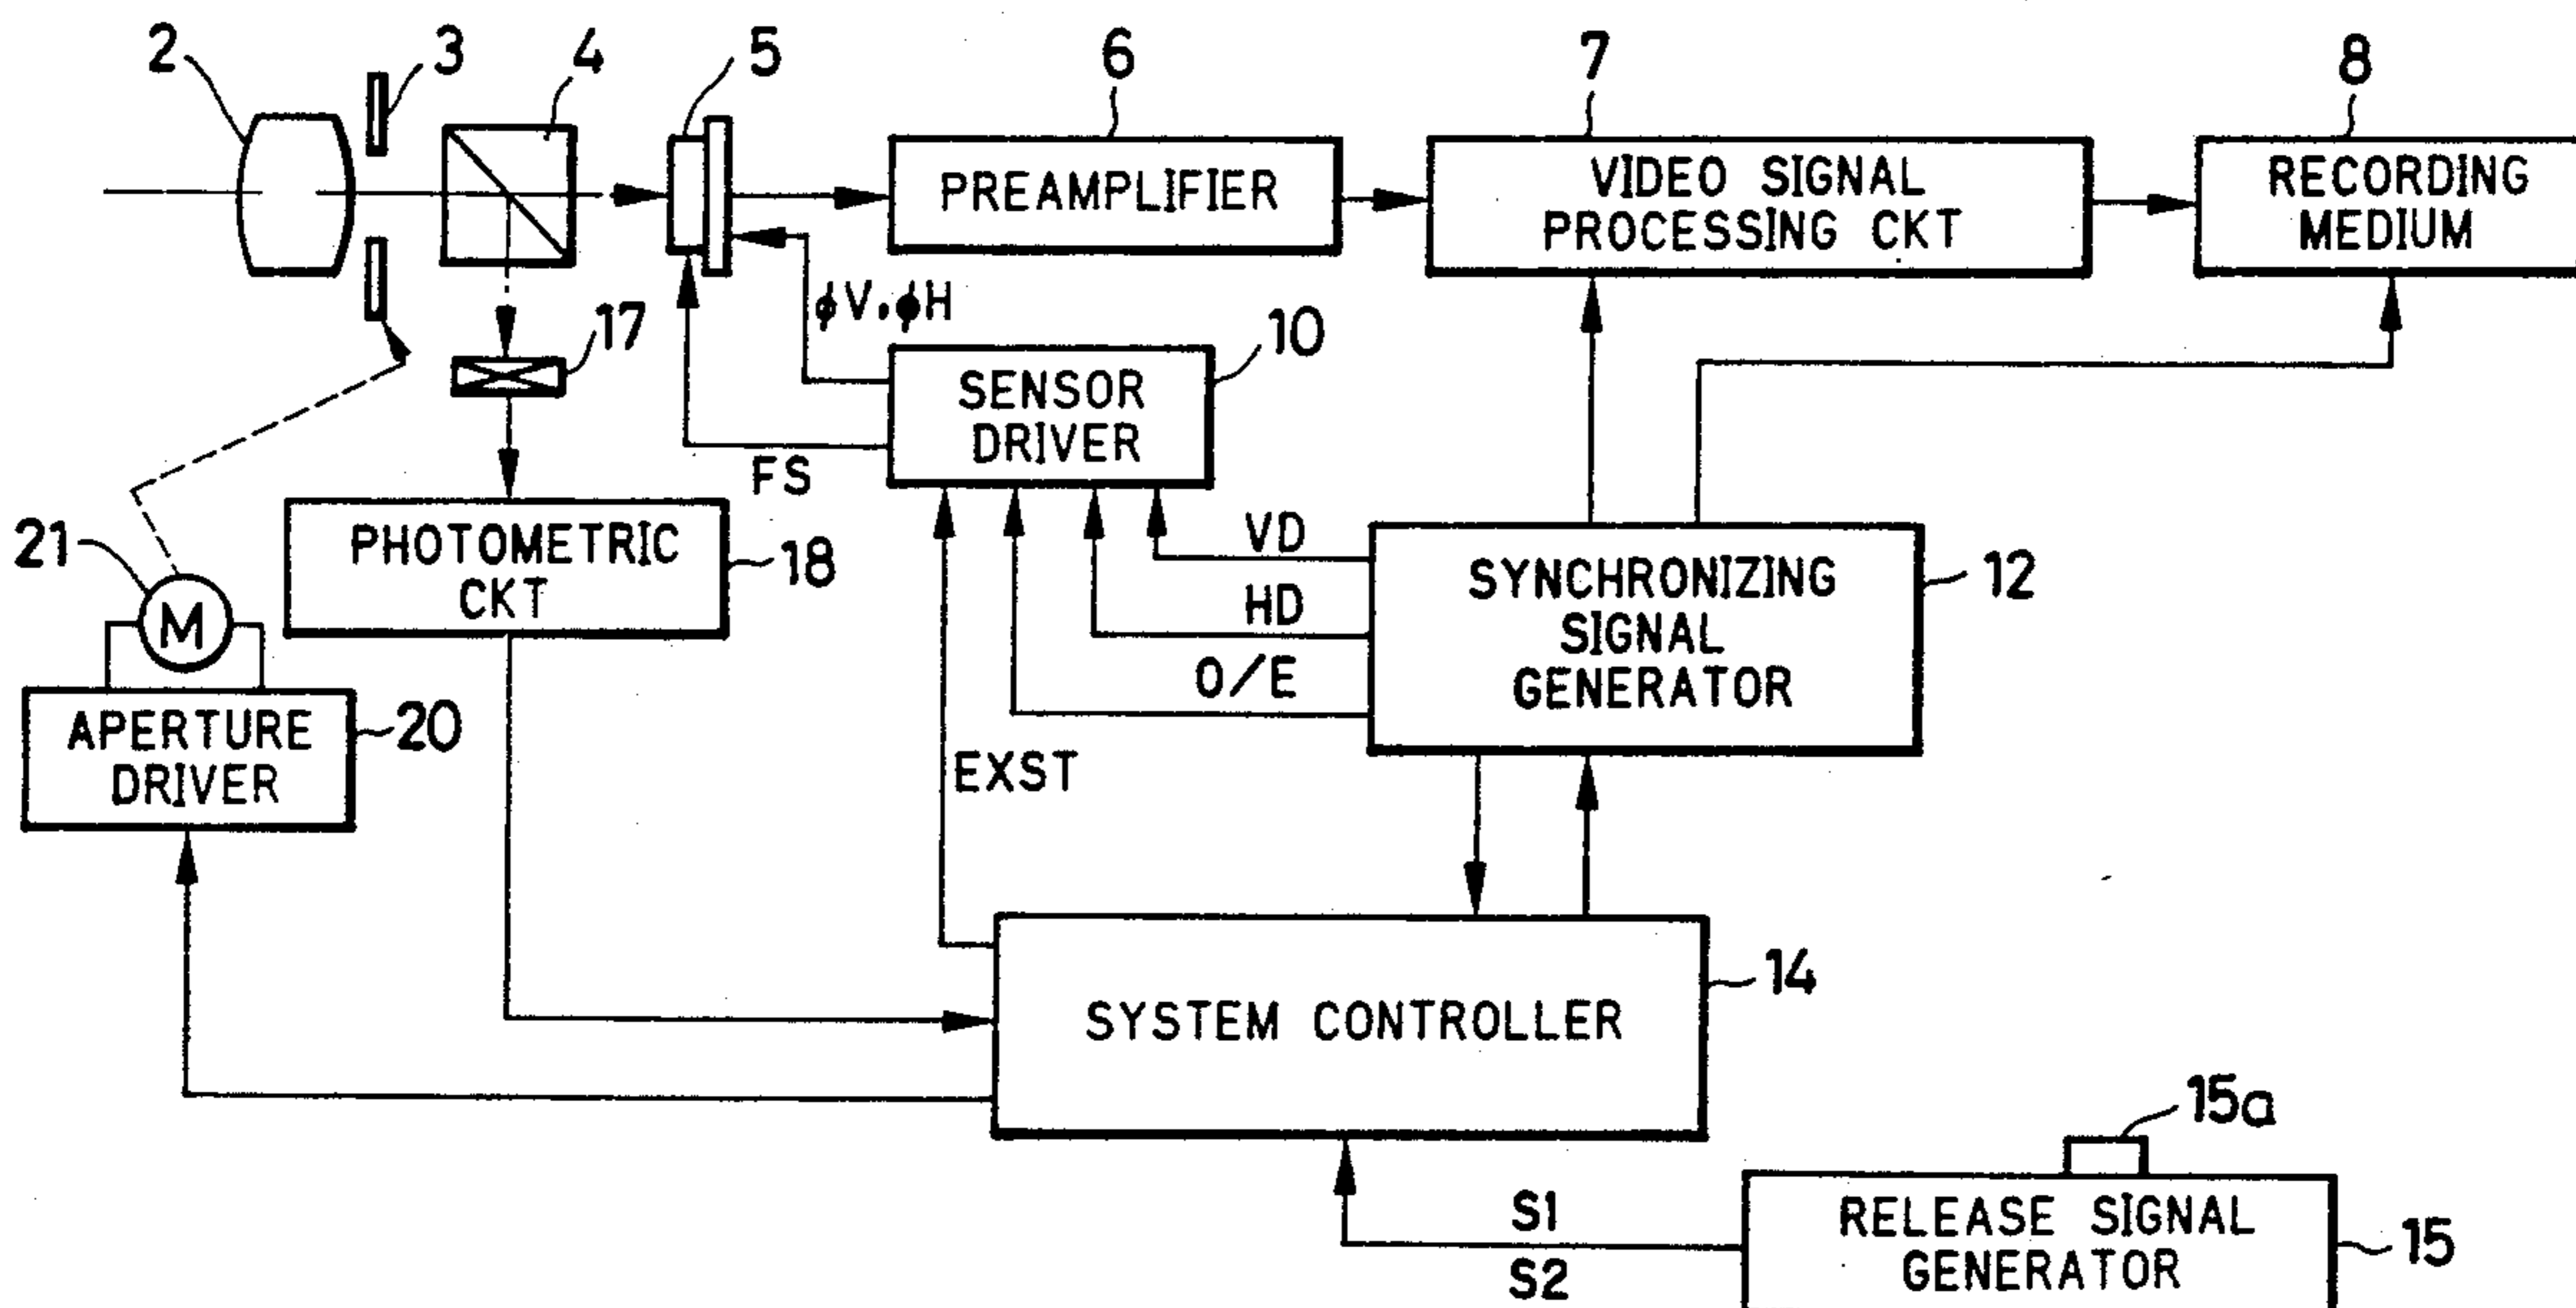 2
3
4
5
6
7
8
PREAMPLIFIER
VIDEO SIGNAL
PROCESSING CKT
RECORDING
MEDIUM
ϕV. ϕH
17
10
SENSOR
DRIVER
FS
21
M
PHOTOMETRIC
CKT
18
VD
HD
O/E
SYNCHRONIZING
SIGNAL
GENERATOR
12
APERTURE
DRIVER
20
EXST
SYSTEM CONTROLLER
14
15a
S1
S2
RELEASE SIGNAL
GENERATOR
15